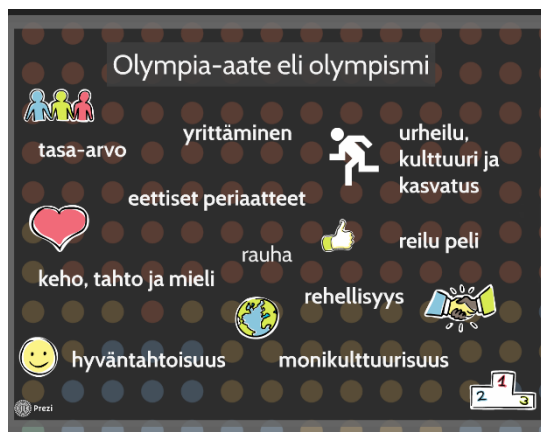 Olympia-aate eli olympismi
tasa-arvo
yrittäminen
urheilu,
kulttuuri ja
kasvatus
eettiset periaatteet
rauha
reilu peli
keho, tahto ja mieli
rehellisyys
hyväntahtoisuus
monikulttuurisuus
1
2
3
Prezi